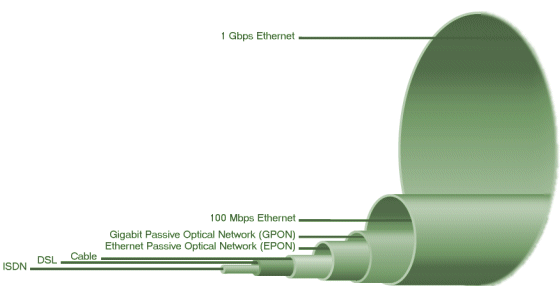 1 Gbps Ethernet
100 Mbps Ethernet
Gigabit Passive Optical Network (GPON)
Ethernet Passive Optical Network (EPON)
Cable
DSL
ISDN